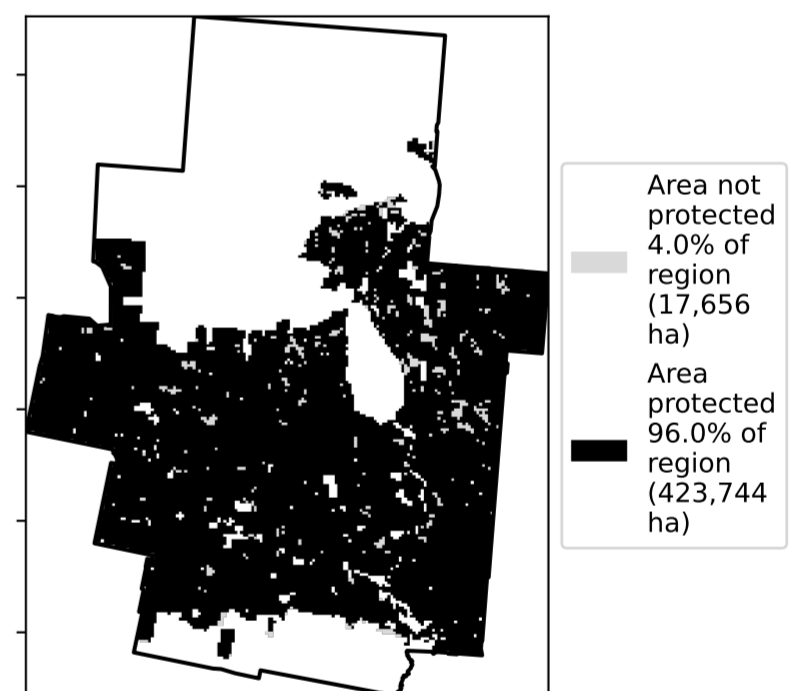 Area not
protected
4.0% of
region
(17,656
ha)
Area
protected
96.0% of
region
(423,744
ha)